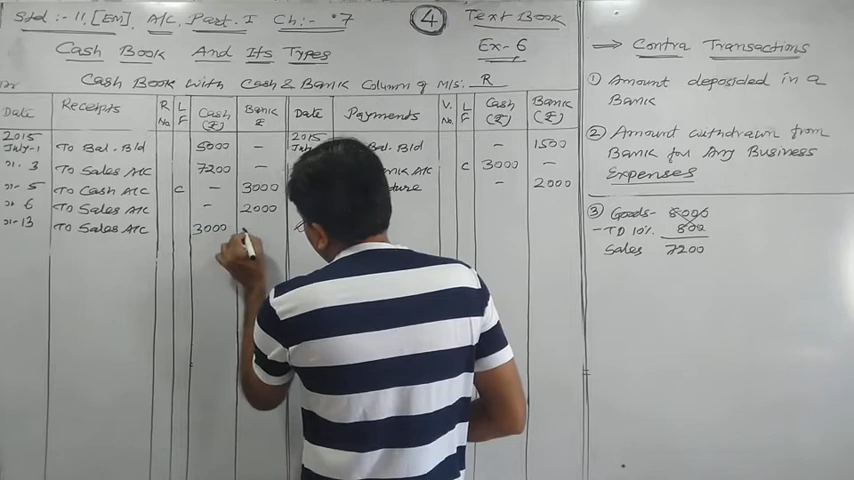 Std :- 11, [EM], A/C, Part. I Ch:- 7
4
Text Book
Cash Book And Its Types
Ex-6
Cash Book With Cash & Bank Column of M/s. R
Dr
Date Receipts R No. L F Cash (₹) Bank ₹ Date Payments V. No. L F Cash (₹) Bank (₹)
2015 2015
July-1 To Bal. B/d 5000 - Bal. B/d - 1500
3 To Sales A/C 7200 - A/C C 3000 -
5 To Cash A/C C - 3000 - 2000
6 To Sales A/C - 2000
13 To Sales A/C 3000
⇒ Contra Transactions
① Amount deposided in a
Bank
② Amount withdrawn from
Bank for Any Business
Expenses
③ Goods- 8000
- TD 10% 800
Sales 7200